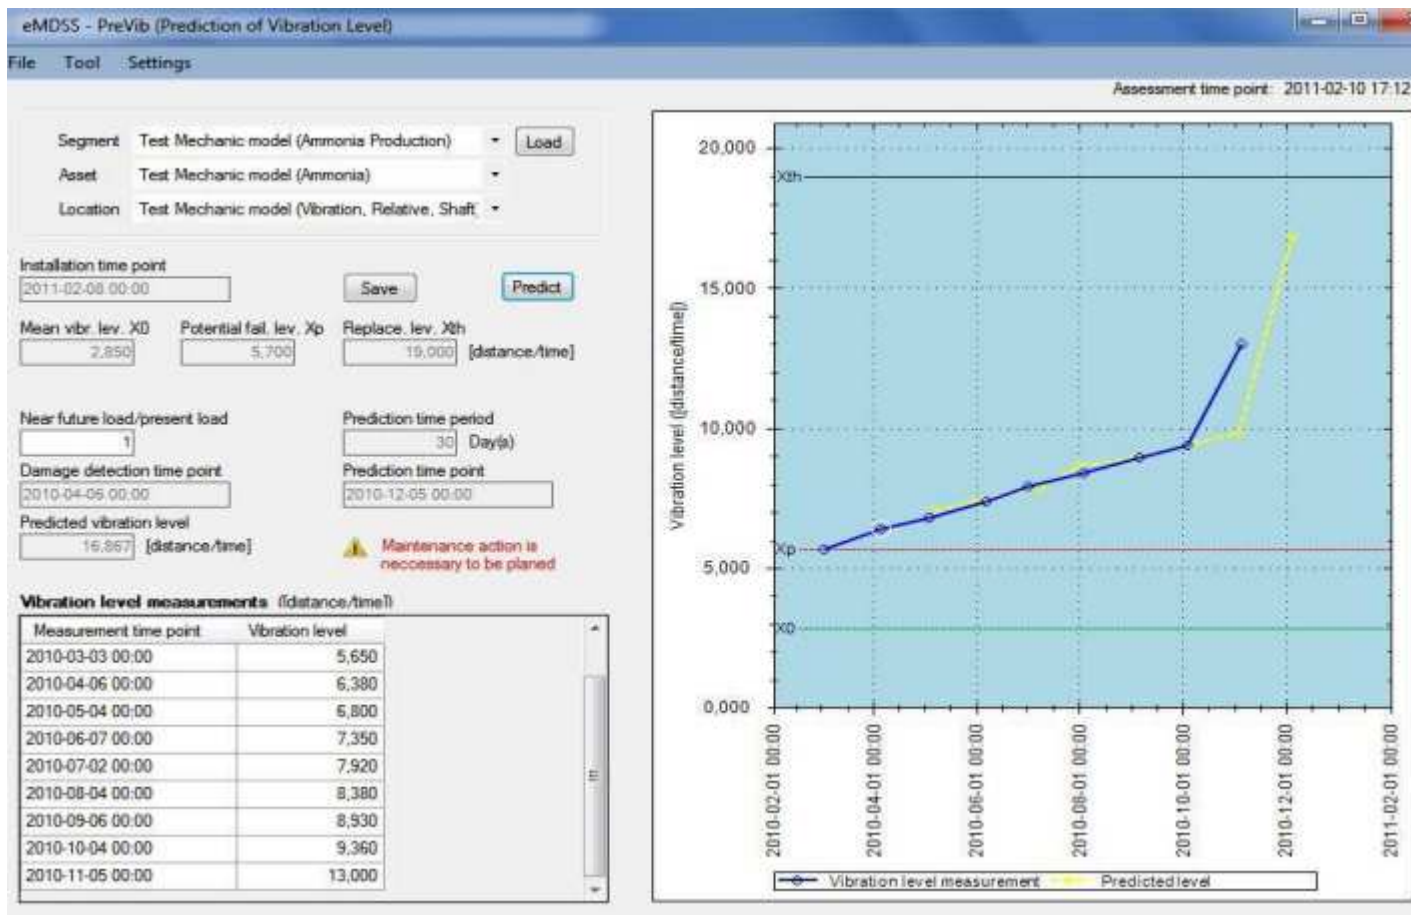 eMDSS - PreVib (Prediction of Vibration Level)
File Tool Settings
Assessment time point: 2011-02-10 17:12
Segment Test Mechanic model (Ammonia Production) Load
Asset Test Mechanic model (Ammonia)
Location Test Mechanic model (Vibration, Relative, Shaft
Installation time point
2011-02-08 00:00 Save Predict
Mean vibr. lev. X0 Potential fail. lev. Xp Replace. lev. Xth
2,850 5,700 19,000 [distance/time]
Near future load/present load Prediction time period
1 30 Day(s)
Damage detection time point Prediction time point
2010-04-06 00:00 2010-12-05 00:00
Predicted vibration level
16,867 [distance/time] Maintenance action is
neccessary to be planed
Vibration level measurements ([distance/time])
Measurement time point Vibration level
2010-03-03 00:00 5,650
2010-04-06 00:00 6,380
2010-05-04 00:00 6,800
2010-06-07 00:00 7,350
2010-07-02 00:00 7,920
2010-08-04 00:00 8,380
2010-09-06 00:00 8,930
2010-10-04 00:00 9,360
2010-11-05 00:00 13,000
Vibration level ([distance/time])
20,000
Xth
15,000
10,000
Xp
5,000
X0
0,000
2010-02-01 00:00
2010-04-01 00:00
2010-06-01 00:00
2010-08-01 00:00
2010-10-01 00:00
2010-12-01 00:00
2011-02-01 00:00
Vibration level measurement Predicted level